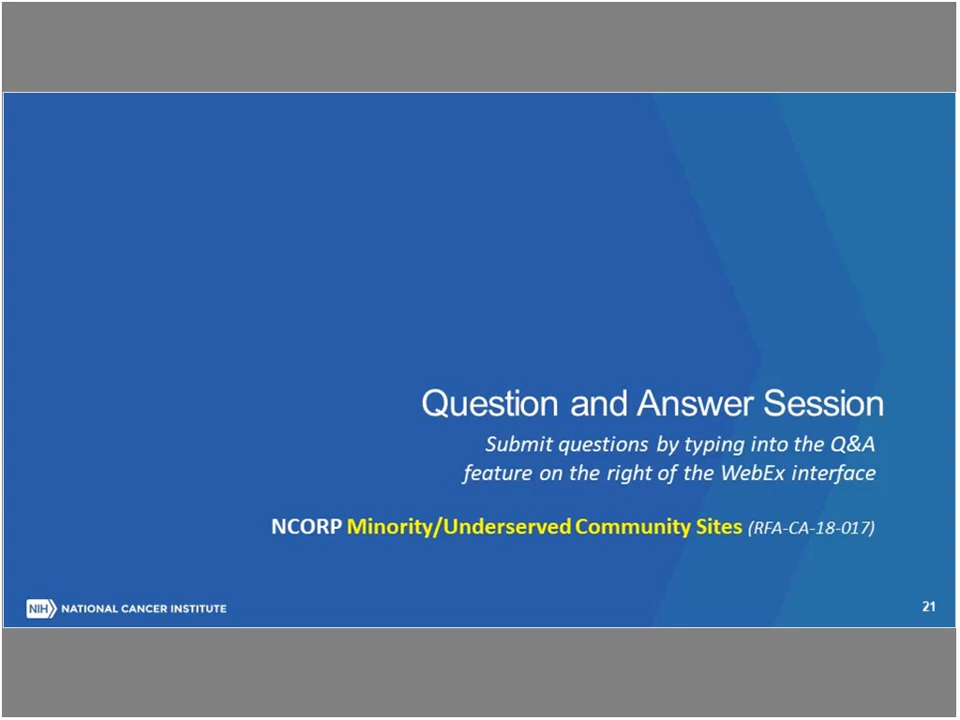 Question and Answer Session
Submit questions by typing into the Q&A
feature on the right of the WebEx interface
NCORP Minority/Underserved Community Sites (RFA-CA-18-017)
NIH NATIONAL CANCER INSTITUTE
21